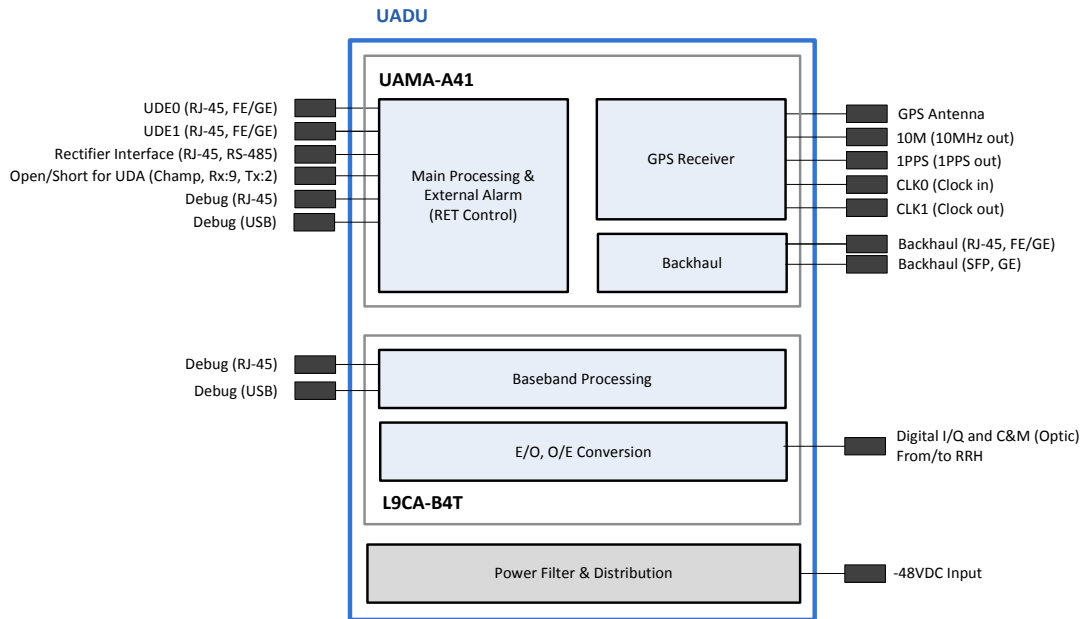 UADU
UAMA-A41
UDE0 (RJ-45, FE/GE)
UDE1 (RJ-45, FE/GE)
Rectifier Interface (RJ-45, RS-485)
Open/Short for UDA (Champ, Rx:9, Tx:2)
Debug (RJ-45)
Debug (USB)
Main Processing &
External Alarm
(RET Control)
GPS Receiver
Backhaul
GPS Antenna
10M (10MHz out)
1PPS (1PPS out)
CLK0 (Clock in)
CLK1 (Clock out)
Backhaul (RJ-45, FE/GE)
Backhaul (SFP, GE)
Debug (RJ-45)
Debug (USB)
Baseband Processing
E/O, O/E Conversion
L9CA-B4T
Digital I/Q and C&M (Optic)
From/to RRH
Power Filter & Distribution
-48VDC Input